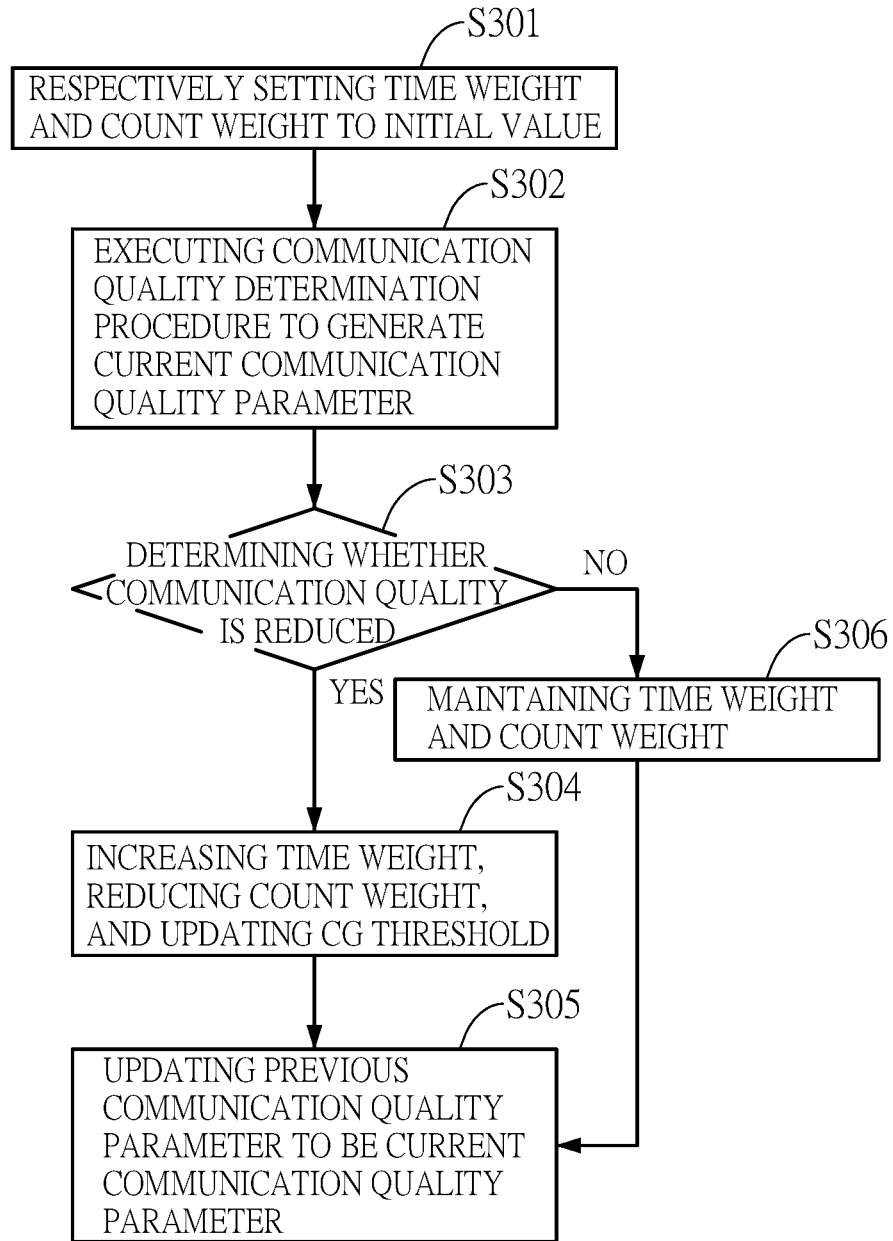 S301
RESPECTIVELY SETTING TIME WEIGHT
AND COUNT WEIGHT TO INITIAL VALUE
S302
EXECUTING COMMUNICATION
QUALITY DETERMINATION
PROCEDURE TO GENERATE
CURRENT COMMUNICATION
QUALITY PARAMETER
S303
DETERMINING WHETHER
COMMUNICATION QUALITY
IS REDUCED
NO
YES
S306
MAINTAINING TIME WEIGHT
AND COUNT WEIGHT
S304
INCREASING TIME WEIGHT,
REDUCING COUNT WEIGHT,
AND UPDATING CG THRESHOLD
S305
UPDATING PREVIOUS
COMMUNICATION QUALITY
PARAMETER TO BE CURRENT
COMMUNICATION QUALITY
PARAMETER